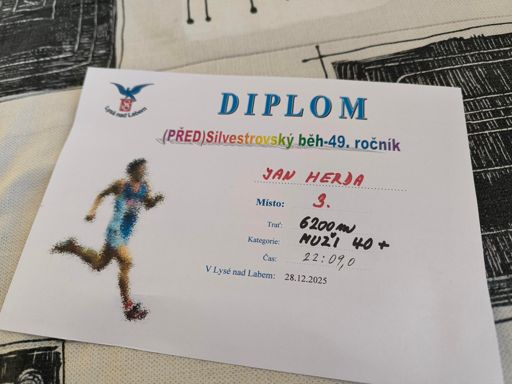 Lysé nad Labem
DIPLOM
(PŘED)Silvestrovský běh-49. ročník
JAN HERDA
Místo: 3.
Trať: 6200m
Kategorie: MUŽI 40+
Čas: 22:09,0
V Lysé nad Labem: 28.12.2025